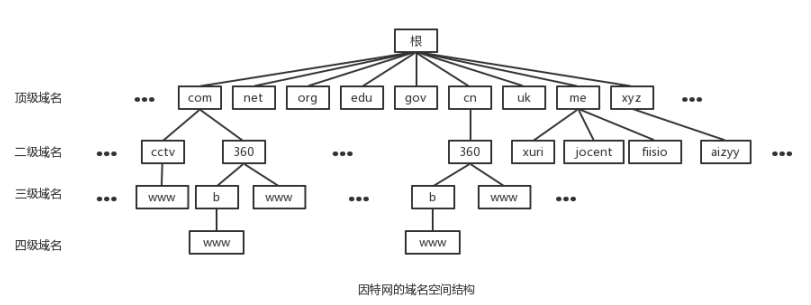 根
顶级域名 ••• com net org edu gov cn uk me xyz •••
二级域名 ••• cctv 360 ••• 360 xuri jocent fiisio aizyy •••
三级域名 ••• www b www ••• b www •••
四级域名 www www
因特网的域名空间结构